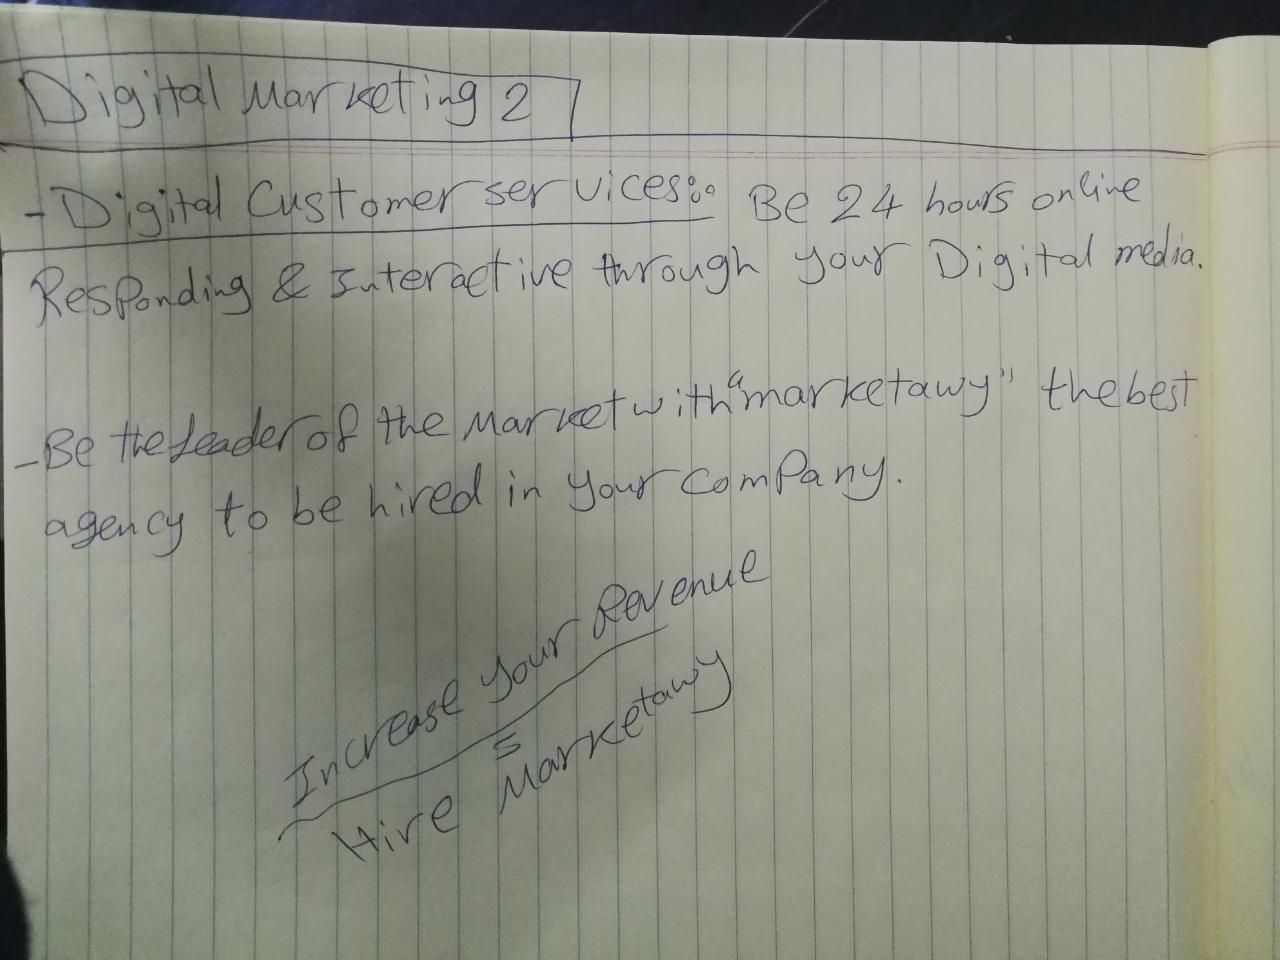 Digital Marketing 2
- Digital Customer services:. Be 24 hours online
Responding & Interactive through your Digital media.
- Be the Leader of the Market with "marketawy" the best
agency to be hired in your company.
Increase your Revenue
Hire Marketawy